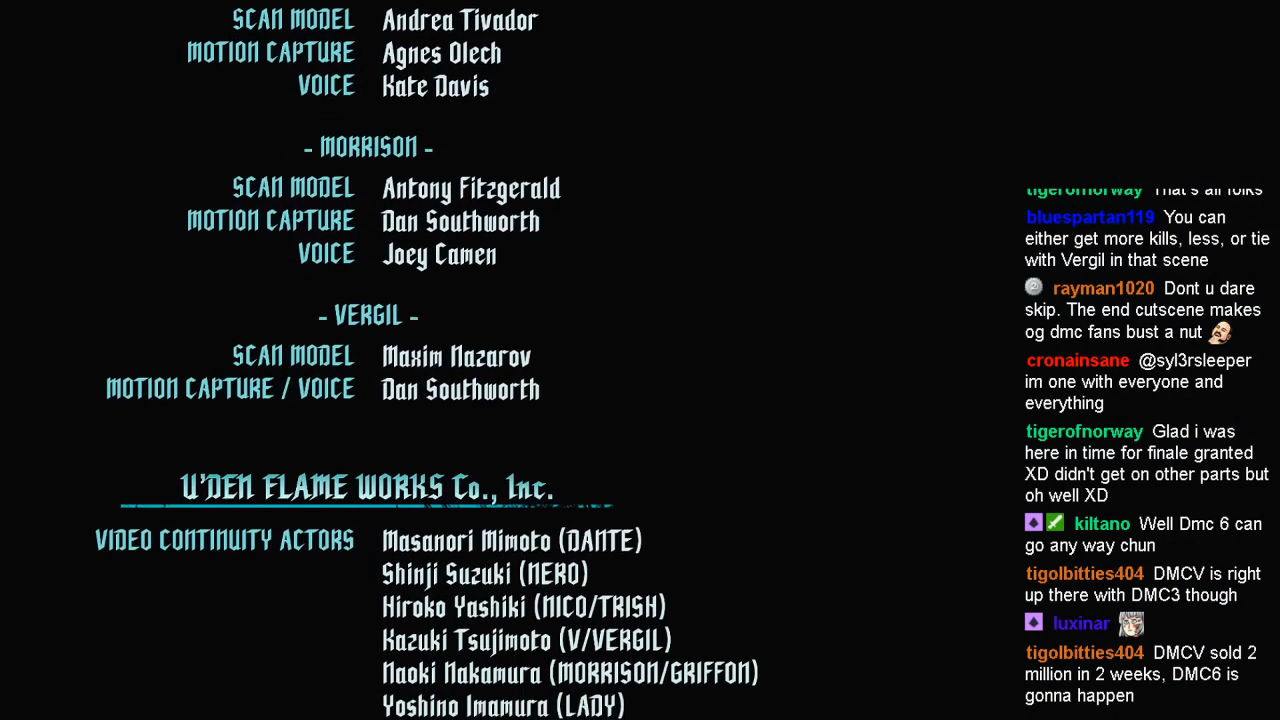 SCAN MODEL Andrea Tivador
MOTION CAPTURE Agnes Olech
VOICE Kate Davis
- MORRISON -
SCAN MODEL Antony Fitzgerald
MOTION CAPTURE Dan Southworth
VOICE Joey Camen
- VERGIL -
SCAN MODEL Maxim Nazarov
MOTION CAPTURE / VOICE Dan Southworth
U'DEN FLAME WORKS Co., Inc.
VIDEO CONTINUITY ACTORS Masanori Mimoto (DANTE)
Shinji Suzuki (NERO)
Hiroko Yashiki (NICO/TRISH)
Kazuki Tsujimoto (V/VERGIL)
Naoki Nakamura (MORRISON/GRIFFON)
Yoshino Imamura (LADY)
tigerofnorway That's all folks
bluespartan119 You can
either get more kills, less, or tie
with Vergil in that scene
rayman1020 Dont u dare
skip. The end cutscene makes
og dmc fans bust a nut
cronainsane @syl3rsleeper
im one with everyone and
everything
tigerofnorway Glad i was
here in time for finale granted
XD didn't get on other parts but
oh well XD
kiltano Well Dmc 6 can
go any way chun
tigolbitties404 DMCV is right
up there with DMC3 though
luxinar
tigolbitties404 DMCV sold 2
million in 2 weeks, DMC6 is
gonna happen